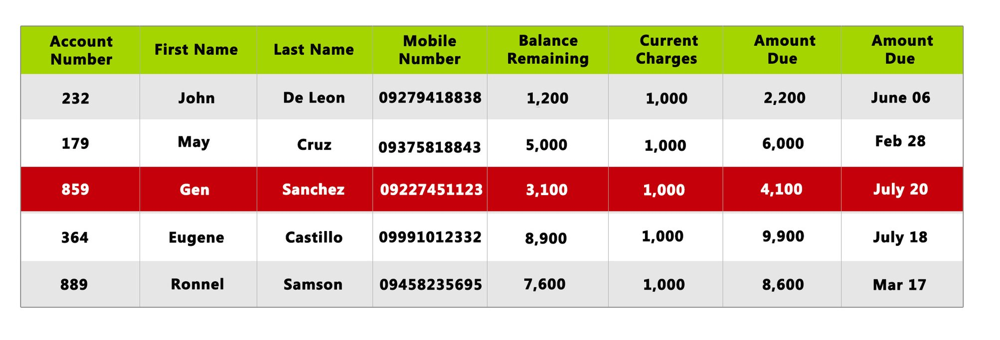 Account Number First Name Last Name Mobile Number Balance Remaining Current Charges Amount Due Amount Due
232 John De Leon 09279418838 1,200 1,000 2,200 June 06
179 May Cruz 09375818843 5,000 1,000 6,000 Feb 28
859 Gen Sanchez 09227451123 3,100 1,000 4,100 July 20
364 Eugene Castillo 09991012332 8,900 1,000 9,900 July 18
889 Ronnel Samson 09458235695 7,600 1,000 8,600 Mar 17